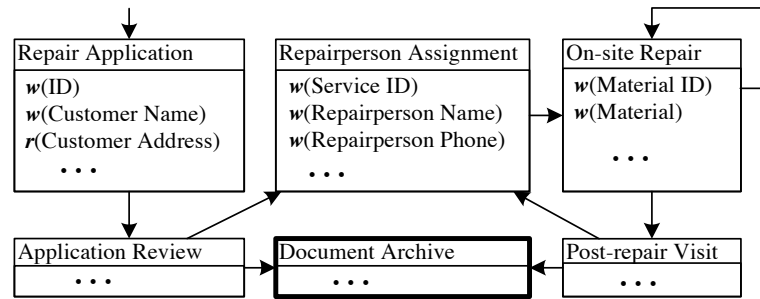 Repair Application
w(ID)
w(Customer Name)
r(Customer Address)
...
Repairperson Assignment
w(Service ID)
w(Repairperson Name)
w(Repairperson Phone)
...
On-site Repair
w(Material ID)
w(Material)
...
Application Review
...
Document Archive
...
Post-repair Visit
...